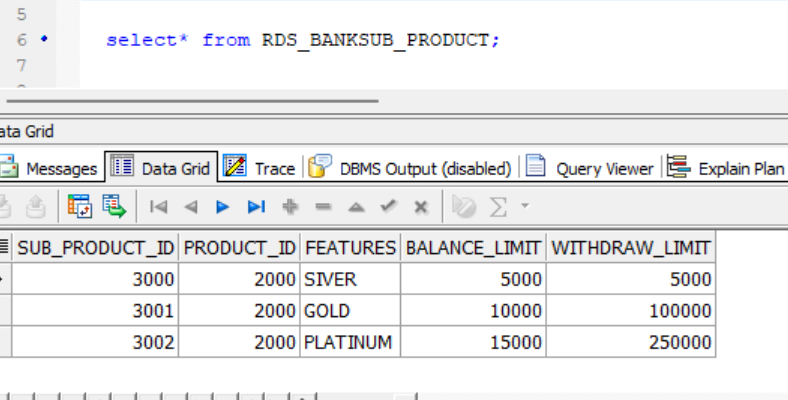 5
6 select* from RDS_BANKSUB_PRODUCT;
7
ata Grid
Messages Data Grid Trace DBMS Output (disabled) Query Viewer Explain Plan
SUB_PRODUCT_ID PRODUCT_ID FEATURES BALANCE_LIMIT WITHDRAW_LIMIT
3000 2000 SIVER 5000 5000
3001 2000 GOLD 10000 100000
3002 2000 PLATINUM 15000 250000